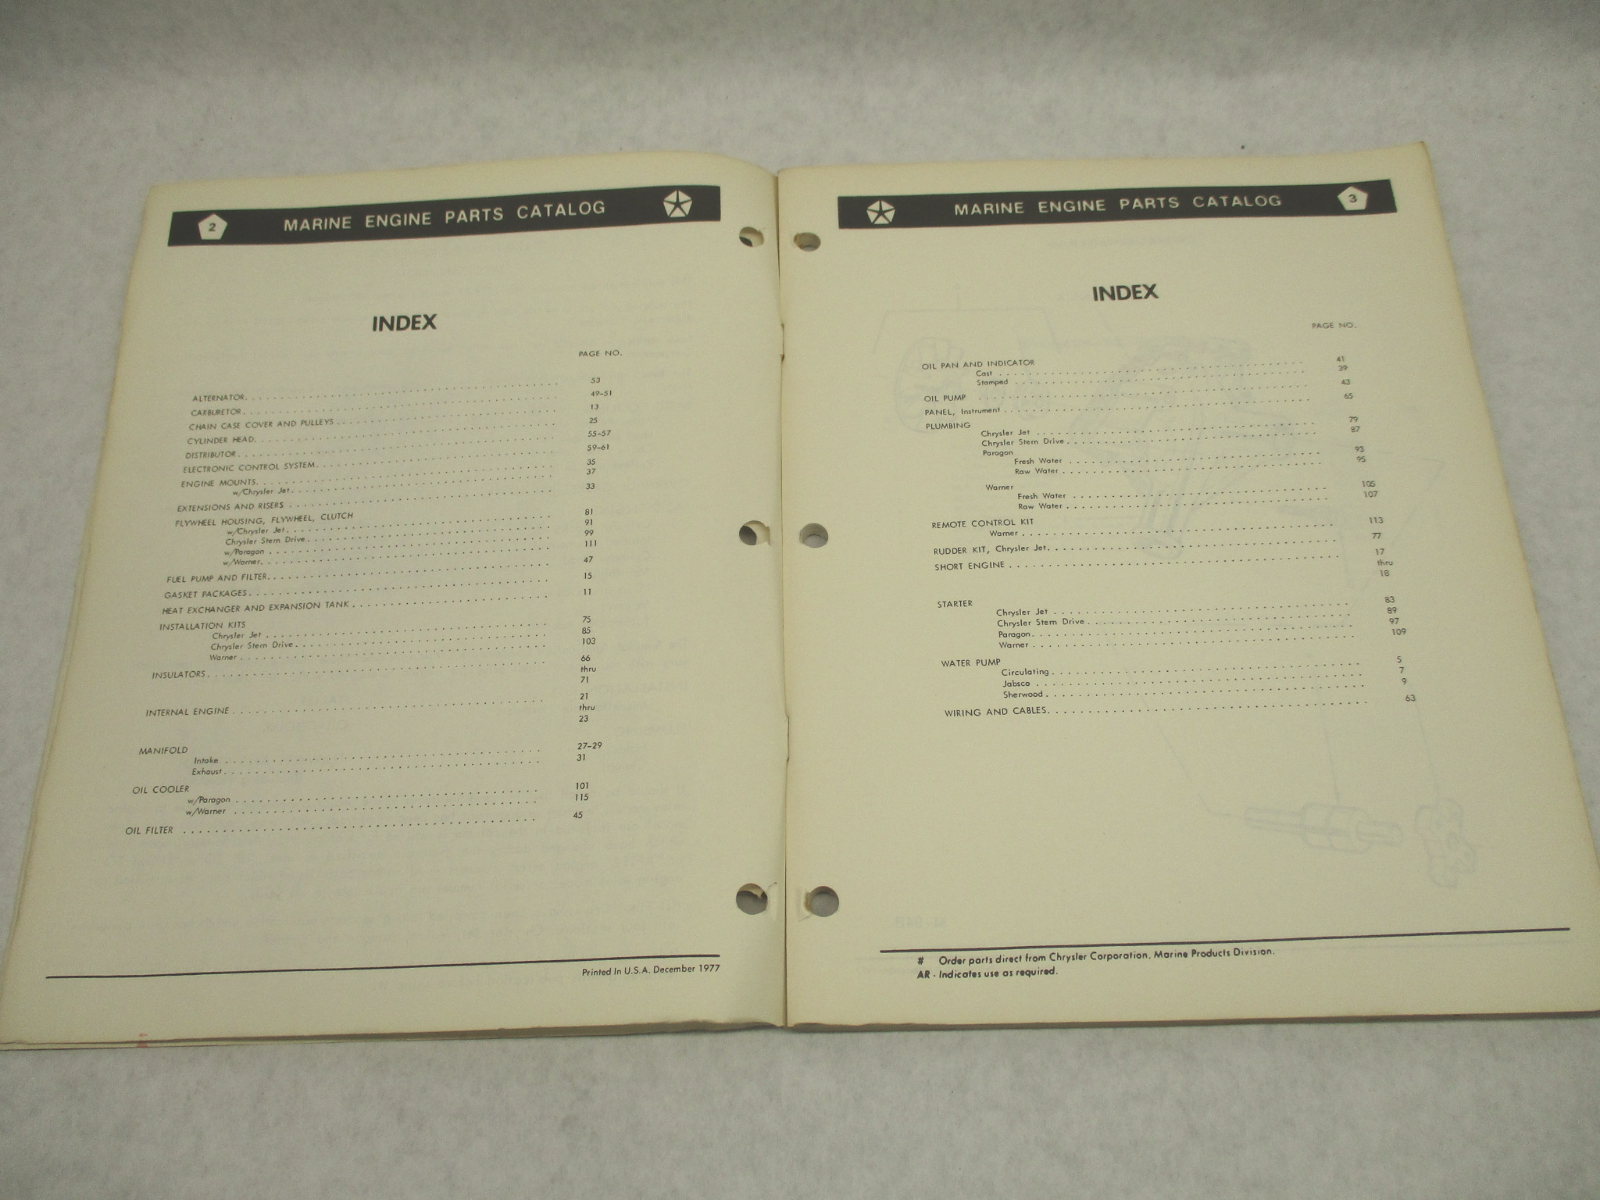 2 MARINE ENGINE PARTS CATALOG
INDEX
PAGE NO.
ALTERNATOR 53
CARBURETOR 49-51
CHAIN CASE COVER AND PULLEYS 13
CYLINDER HEAD 25
DISTRIBUTOR 55-57
ELECTRONIC CONTROL SYSTEM 59-61
ENGINE MOUNTS 35
w/Chrysler Jet 37
EXTENSIONS AND RISERS 33
FLYWHEEL HOUSING, FLYWHEEL, CLUTCH
w/Chrysler Jet 81
Chrysler Stern Drive 91
w/Paragon 99
w/Warner 111
FUEL PUMP AND FILTER 47
GASKET PACKAGES 15
HEAT EXCHANGER AND EXPANSION TANK 11
INSTALLATION KITS
Chrysler Jet 75
Chrysler Stern Drive 85
Warner 103
INSULATORS 66
thru
71
INTERNAL ENGINE 21
thru
23
MANIFOLD
Intake 27-29
Exhaust 31
OIL COOLER
w/Paragon 101
w/Warner 115
OIL FILTER 45
Printed In U.S.A. December 1977
MARINE ENGINE PARTS CATALOG 3
INDEX
PAGE NO.
OIL PAN AND INDICATOR
Cast 41
Stamped 39
OIL PUMP 43
PANEL, Instrument 65
PLUMBING
Chrysler Jet 79
Chrysler Stern Drive 87
Paragon
Fresh Water 93
Raw Water 95
Warner
Fresh Water 105
Raw Water 107
REMOTE CONTROL KIT
Warner 113
RUDDER KIT, Chrysler Jet 77
SHORT ENGINE 17
thru
18
STARTER
Chrysler Jet 83
Chrysler Stern Drive 89
Paragon 97
Warner 109
WATER PUMP
Circulating 5
Jabsco 7
Sherwood 9
WIRING AND CABLES 63
# Order parts direct from Chrysler Corporation, Marine Products Division.
AR - Indicates use as required.